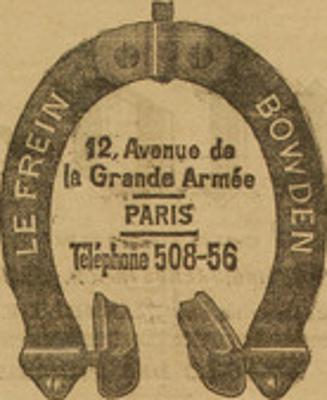 LE FREIN
BOWDEN
12, Avenue de
la Grande Armée
PARIS
Téléphone 508-56